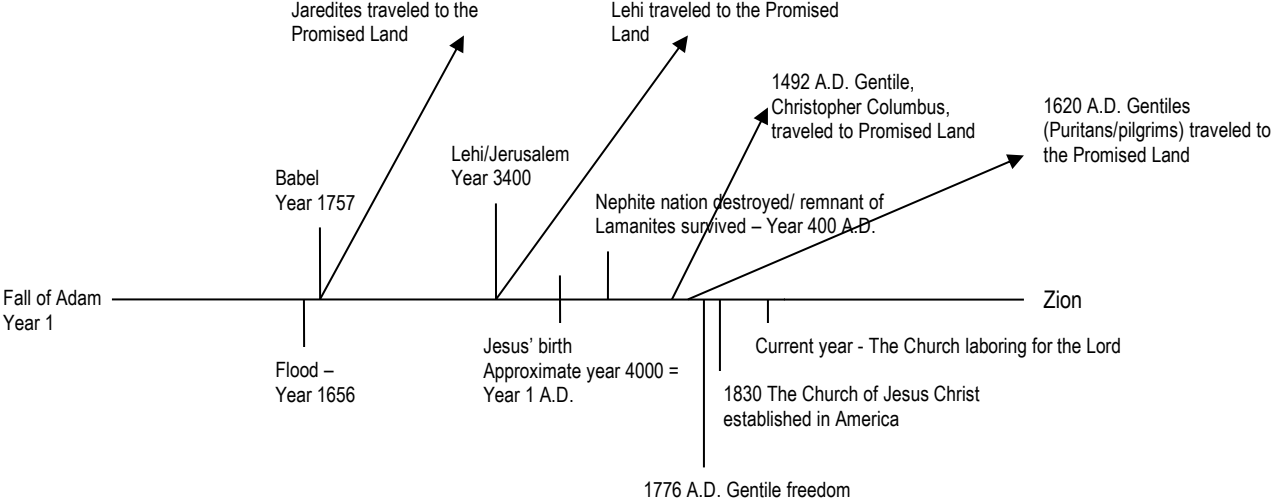 Jaredites traveled to the
Promised Land
Lehi traveled to the Promised
Land
1492 A.D. Gentile,
Christopher Columbus,
traveled to Promised Land
1620 A.D. Gentiles
(Puritans/pilgrims) traveled to
the Promised Land
Lehi/Jerusalem
Year 3400
Babel
Year 1757
Nephite nation destroyed/ remnant of
Lamanites survived – Year 400 A.D.
Fall of Adam
Year 1
Zion
Flood –
Year 1656
Jesus’ birth
Approximate year 4000 =
Year 1 A.D.
Current year - The Church laboring for the Lord
1830 The Church of Jesus Christ
established in America
1776 A.D. Gentile freedom